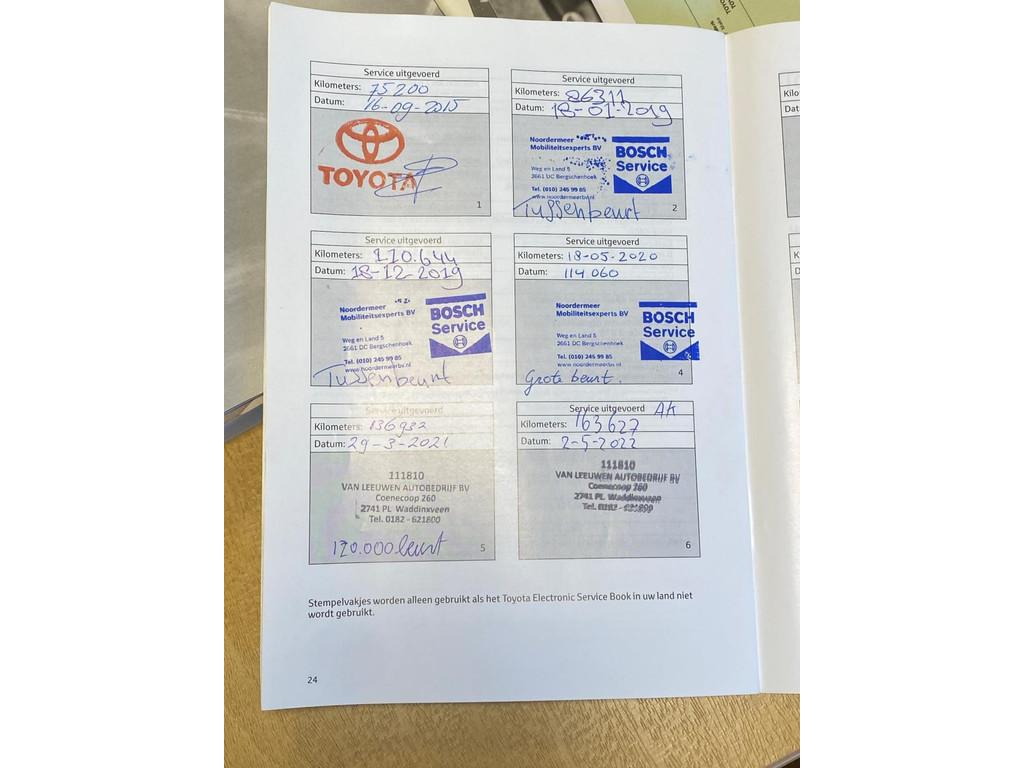 Service uitgevoerd
Kilometers: 75200
Datum: 16-09-2015
TOYOTA
1
Service uitgevoerd
Kilometers: 86311
Datum: 18-01-2019
Noordermeer
Mobiliteitsexperts BV
BOSCH
Service
Weg en Land 5
2661 DC Bergschenhoek
Tel. (010) 245 99 85
www.noordermeerbv.nl
Tussenbeurt
2
Service uitgevoerd
Kilometers: 110.644
Datum: 18-12-2019
Noordermeer
Mobiliteitsexperts BV
BOSCH
Service
Weg en Land 5
2661 DC Bergschenhoek
Tel. (010) 245 99 85
www.noordermeerbv.nl
Tussenbeurt
Service uitgevoerd
Kilometers: 18-05-2020
Datum: 114 060
Noordermeer
Mobiliteitsexperts BV
BOSCH
Service
Weg en Land 5
2661 DC Bergschenhoek
Tel. (010) 245 99 85
www.noordermeerbv.nl
Grote beurt.
4
Service uitgevoerd
Kilometers: 136932
Datum: 29-3-2021
111810
VAN LEEUWEN AUTOBEDRIJF BV
Coenecoop 260
2741 PL Waddinxveen
Tel. 0182 - 621800
120.000 beurt
5
Service uitgevoerd AK
Kilometers: 163627
Datum: 2-5-2022
111810
VAN LEEUWEN AUTOBEDRIJF BV
Coenecoop 260
2741 PL Waddinxveen
Tel. 0182 - 621800
6
Stempelvakjes worden alleen gebruikt als het Toyota Electronic Service Book in uw land niet
wordt gebruikt.
24